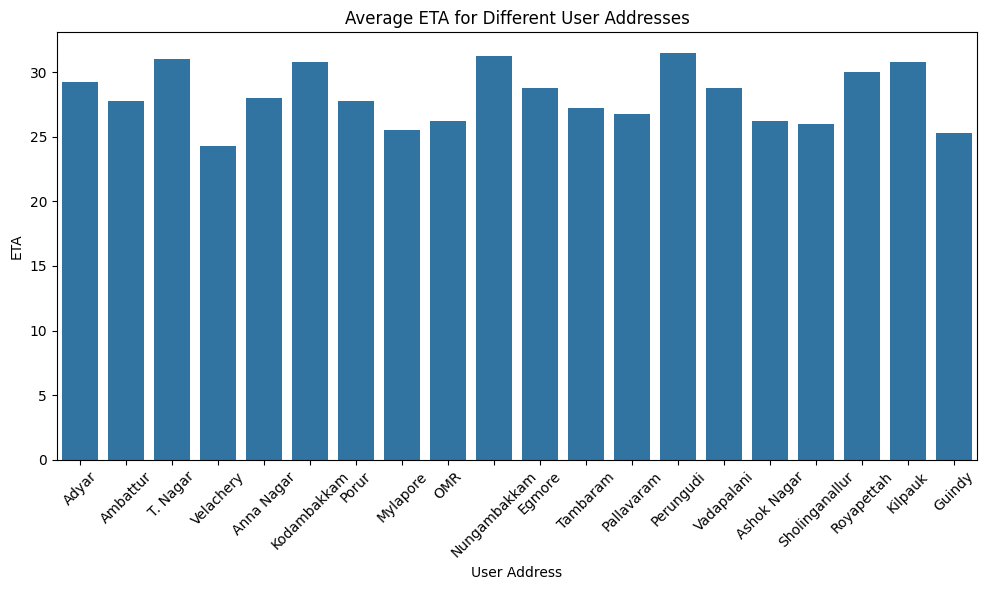 Average ETA for Different User Addresses
ETA
30
25
20
15
10
5
0
Adyar
Ambattur
T. Nagar
Velachery
Anna Nagar
Kodambakkam
Porur
Mylapore
OMR
Nungambakkam
Egmore
Tambaram
Pallavaram
Perungudi
Vadapalani
Ashok Nagar
Sholinganallur
Royapettah
Kilpauk
Guindy
User Address